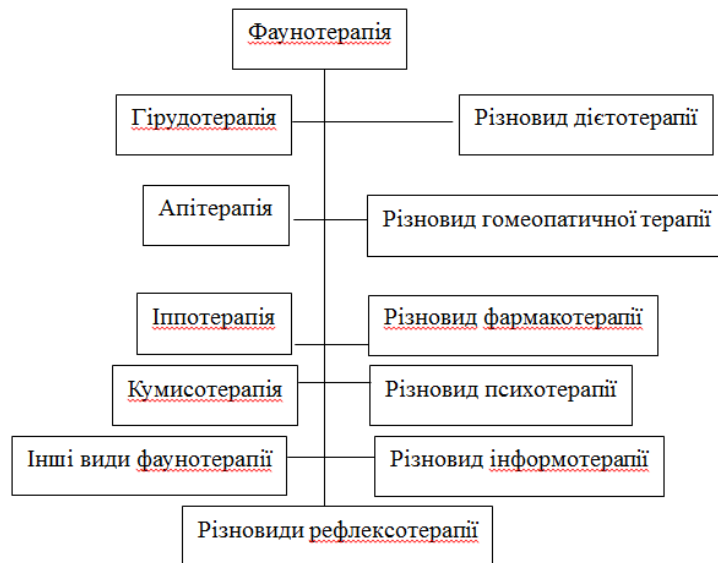 Фаунотерапія
Гірудотерапія
Різновид дієтотерапії
Апітерапія
Різновид гомеопатичної терапії
Іппотерапія
Різновид фармакотерапії
Кумисотерапія
Різновид психотерапії
Інші види фаунотерапії
Різновид інформотерапії
Різновиди рефлексотерапії